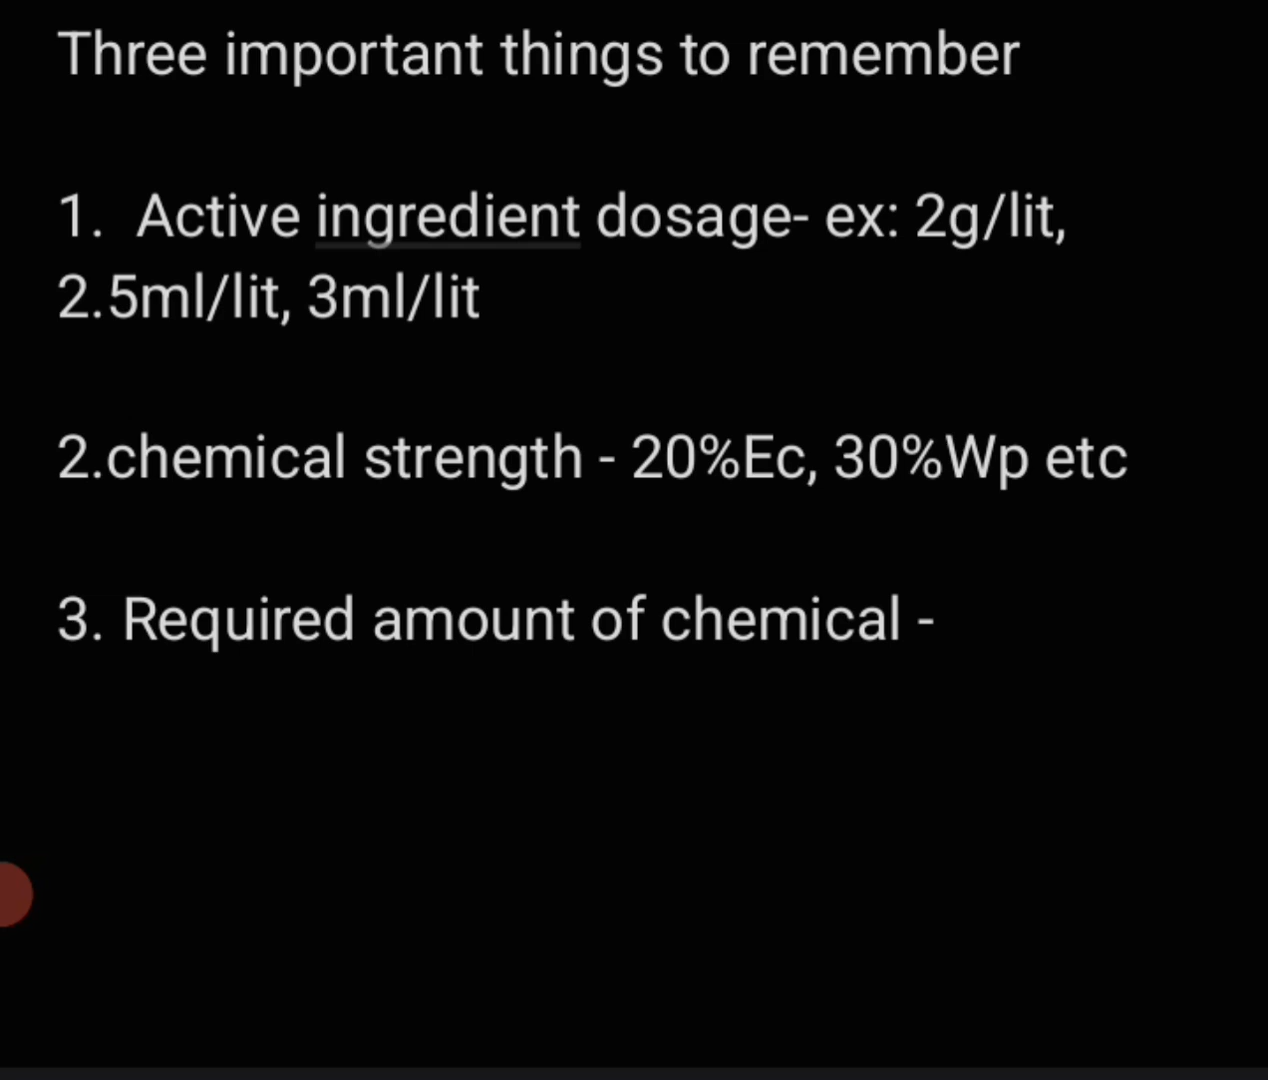 Three important things to remember
1. Active ingredient dosage- ex: 2g/lit,
2.5ml/lit, 3ml/lit
2.chemical strength - 20%Ec, 30%Wp etc
3. Required amount of chemical -